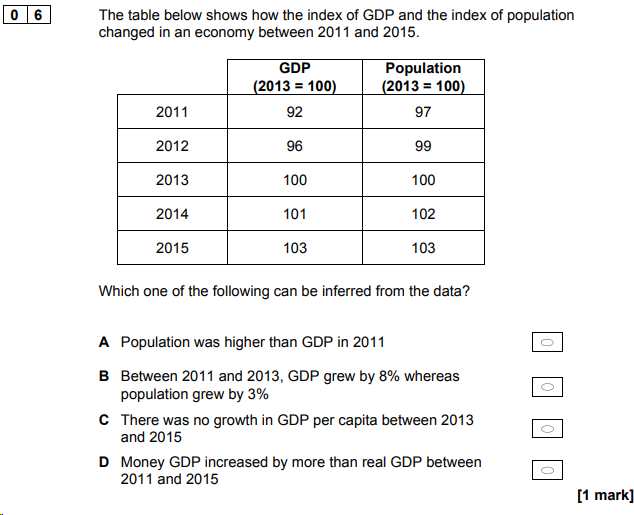 0 6 The table below shows how the index of GDP and the index of population
changed in an economy between 2011 and 2015.
GDP Population
(2013 = 100) (2013 = 100)
2011 92 97
2012 96 99
2013 100 100
2014 101 102
2015 103 103
Which one of the following can be inferred from the data?
A Population was higher than GDP in 2011
B Between 2011 and 2013, GDP grew by 8% whereas
population grew by 3%
C There was no growth in GDP per capita between 2013
and 2015
D Money GDP increased by more than real GDP between
2011 and 2015
[1 mark]